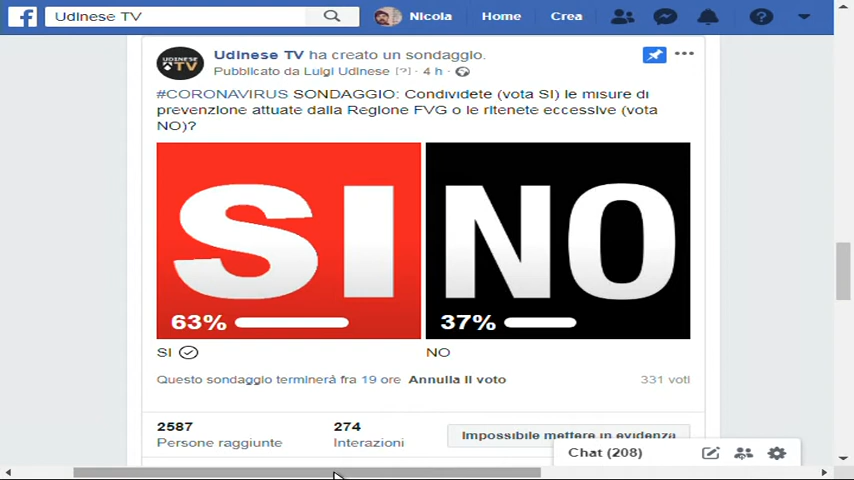 Udinese TV
Nicola
Home
Crea
UDINESE
TV
Udinese TV ha creato un sondaggio.
Pubblicato da Luigi Udinese [?] · 4 h ·
#CORONAVIRUS SONDAGGIO: Condividete (vota SI) le misure di
prevenzione attuate dalla Regione FVG o le ritenete eccessive (vota
NO)?
SI
NO
63%
37%
SI
NO
Questo sondaggio terminerà fra 19 ore Annulla il voto
331 voti
2587
Persone raggiunte
274
Interazioni
Impossibile mettere in evidenza
Chat (208)